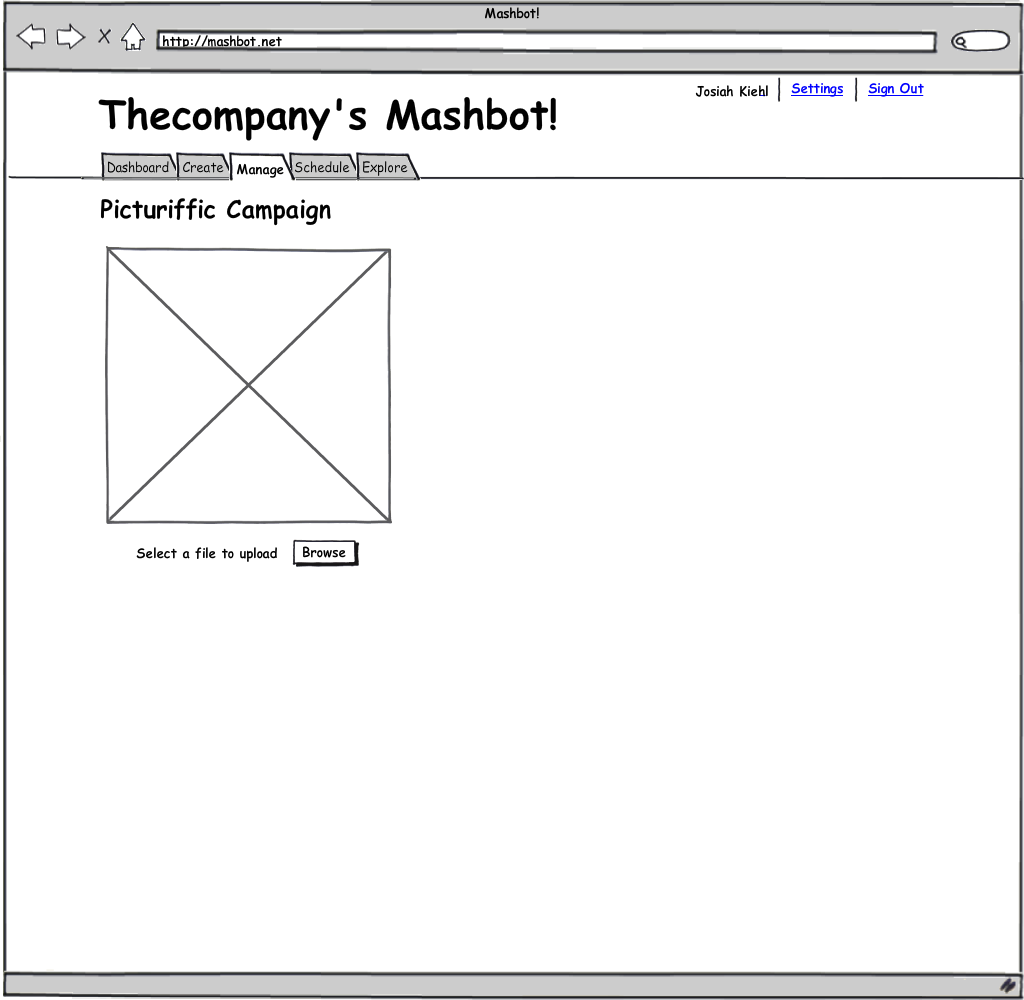 Mashbot!
http://mashbot.net
Josiah Kiehl
Settings
Sign Out
Thecompany's Mashbot!
Dashboard
Create
Manage
Schedule
Explore
Picturiffic Campaign
Select a file to upload
Browse